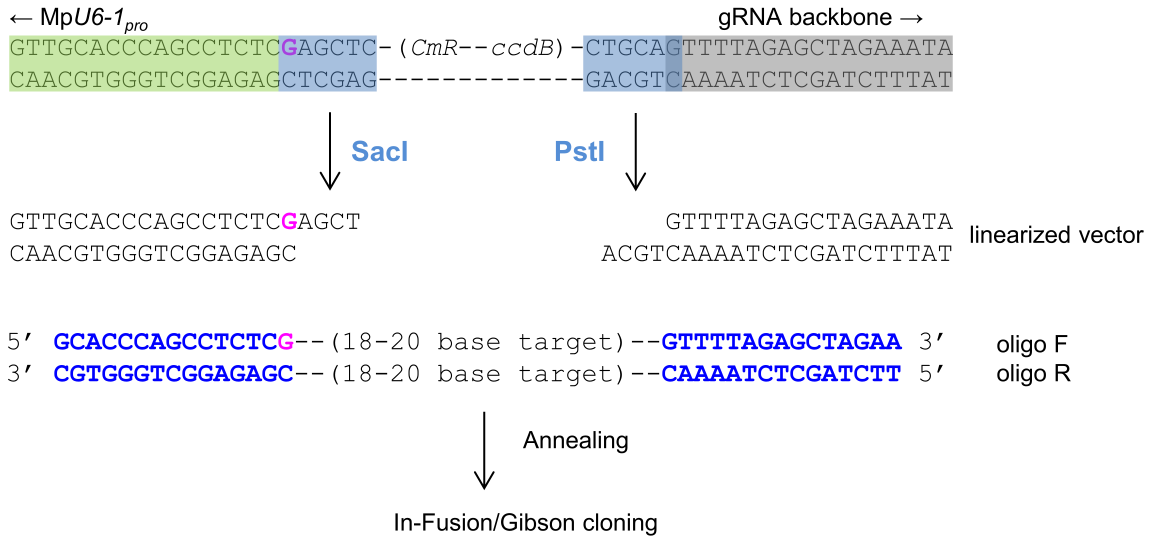 ← MpU6-1pro gRNA backbone →
GTTGCACCCAGCCTCTCGAGCTC-(CmR--ccdB)-CTGCAGTTTTAGAGCTAGAAATA
CAACGTGGGTCGGAGAGCTCGAG-------------GACGTCAAAATCTCGATCTTTAT
SacI PstI
GTTGCACCCAGCCTCTCGAGCT GTTTTAGAGCTAGAAATA
CAACGTGGGTCGGAGAGC ACGTCAAAATCTCGATCTTTAT linearized vector
5’ GCACCCAGCCTCTCG--(18-20 base target)--GTTTTAGAGCTAGAA 3’ oligo F
3’ CGTGGGTCGGAGAGC--(18-20 base target)--CAAAATCTCGATCTT 5’ oligo R
Annealing
In-Fusion/Gibson cloning